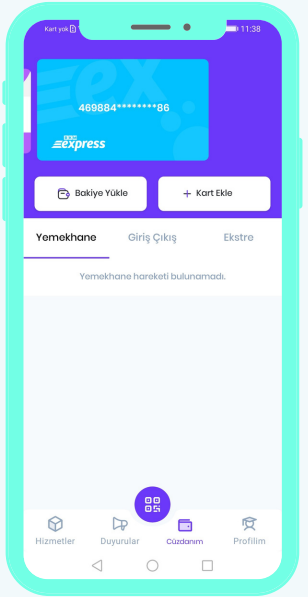 Kart yok
11:38
ex
469884********86
express
Bakiye Yükle
Kart Ekle
Yemekhane
Giriş Çıkış
Ekstre
Yemekhane hareketi bulunamadı.
Hizmetler
Duyurular
Cüzdanım
Profilim